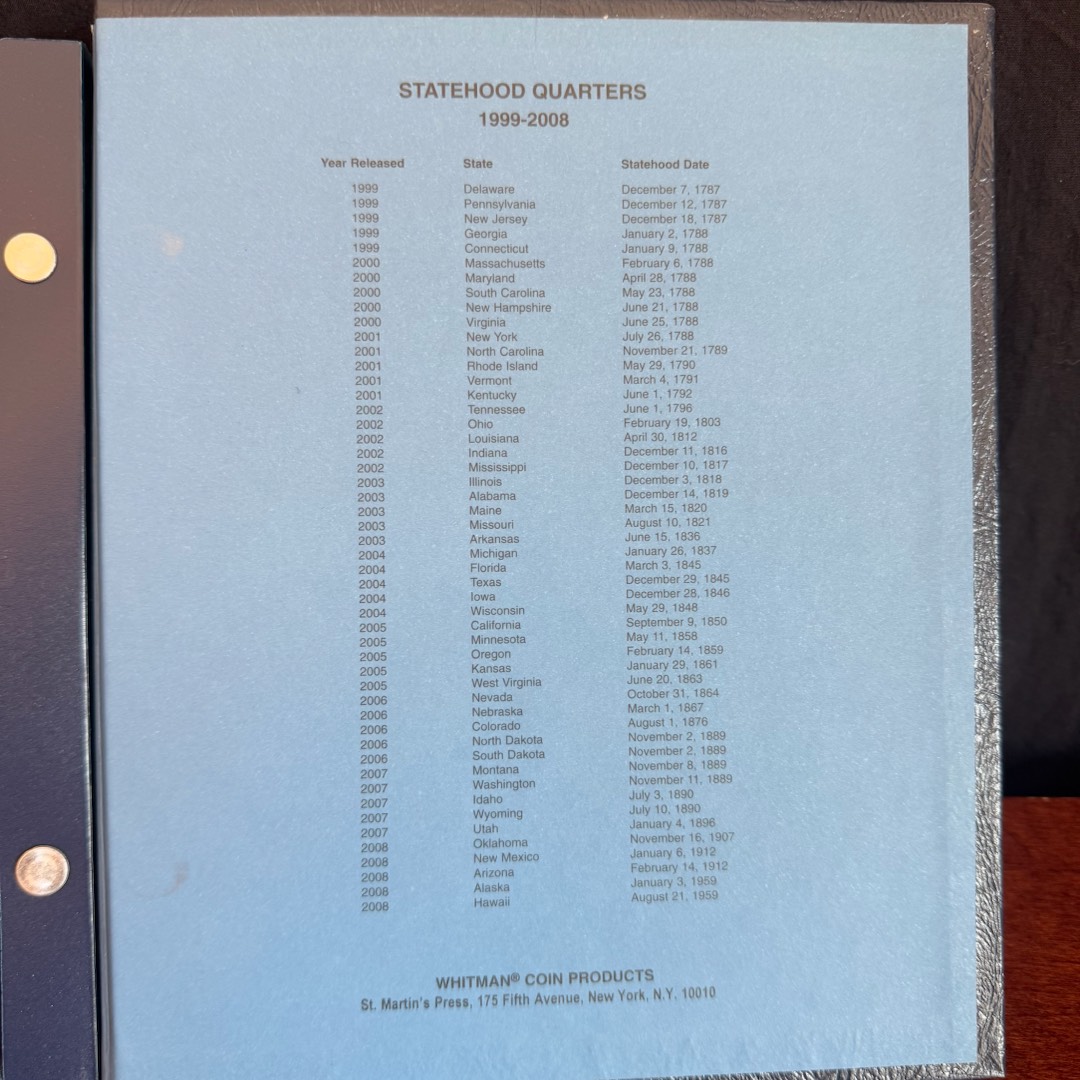 STATEHOOD QUARTERS
1999-2008
Year Released State Statehood Date
1999 Delaware December 7, 1787
1999 Pennsylvania December 12, 1787
1999 New Jersey December 18, 1787
1999 Georgia January 2, 1788
1999 Connecticut January 9, 1788
2000 Massachusetts February 6, 1788
2000 Maryland April 28, 1788
2000 South Carolina May 23, 1788
2000 New Hampshire June 21, 1788
2000 Virginia June 25, 1788
2001 New York July 26, 1788
2001 North Carolina November 21, 1789
2001 Rhode Island May 29, 1790
2001 Vermont March 4, 1791
2001 Kentucky June 1, 1792
2002 Tennessee June 1, 1796
2002 Ohio February 19, 1803
2002 Louisiana April 30, 1812
2002 Indiana December 11, 1816
2002 Mississippi December 10, 1817
2003 Illinois December 3, 1818
2003 Alabama December 14, 1819
2003 Maine March 15, 1820
2003 Missouri August 10, 1821
2003 Arkansas June 15, 1836
2004 Michigan January 26, 1837
2004 Florida March 3, 1845
2004 Texas December 29, 1845
2004 Iowa December 28, 1846
2004 Wisconsin May 29, 1848
2005 California September 9, 1850
2005 Minnesota May 11, 1858
2005 Oregon February 14, 1859
2005 Kansas January 29, 1861
2005 West Virginia June 20, 1863
2006 Nevada October 31, 1864
2006 Nebraska March 1, 1867
2006 Colorado August 1, 1876
2006 North Dakota November 2, 1889
2006 South Dakota November 2, 1889
2007 Montana November 8, 1889
2007 Washington November 11, 1889
2007 Idaho July 3, 1890
2007 Wyoming July 10, 1890
2007 Utah January 4, 1896
2008 Oklahoma November 16, 1907
2008 New Mexico January 6, 1912
2008 Arizona February 14, 1912
2008 Alaska January 3, 1959
2008 Hawaii August 21, 1959
WHITMAN® COIN PRODUCTS
St. Martin's Press, 175 Fifth Avenue, New York, N.Y. 10010